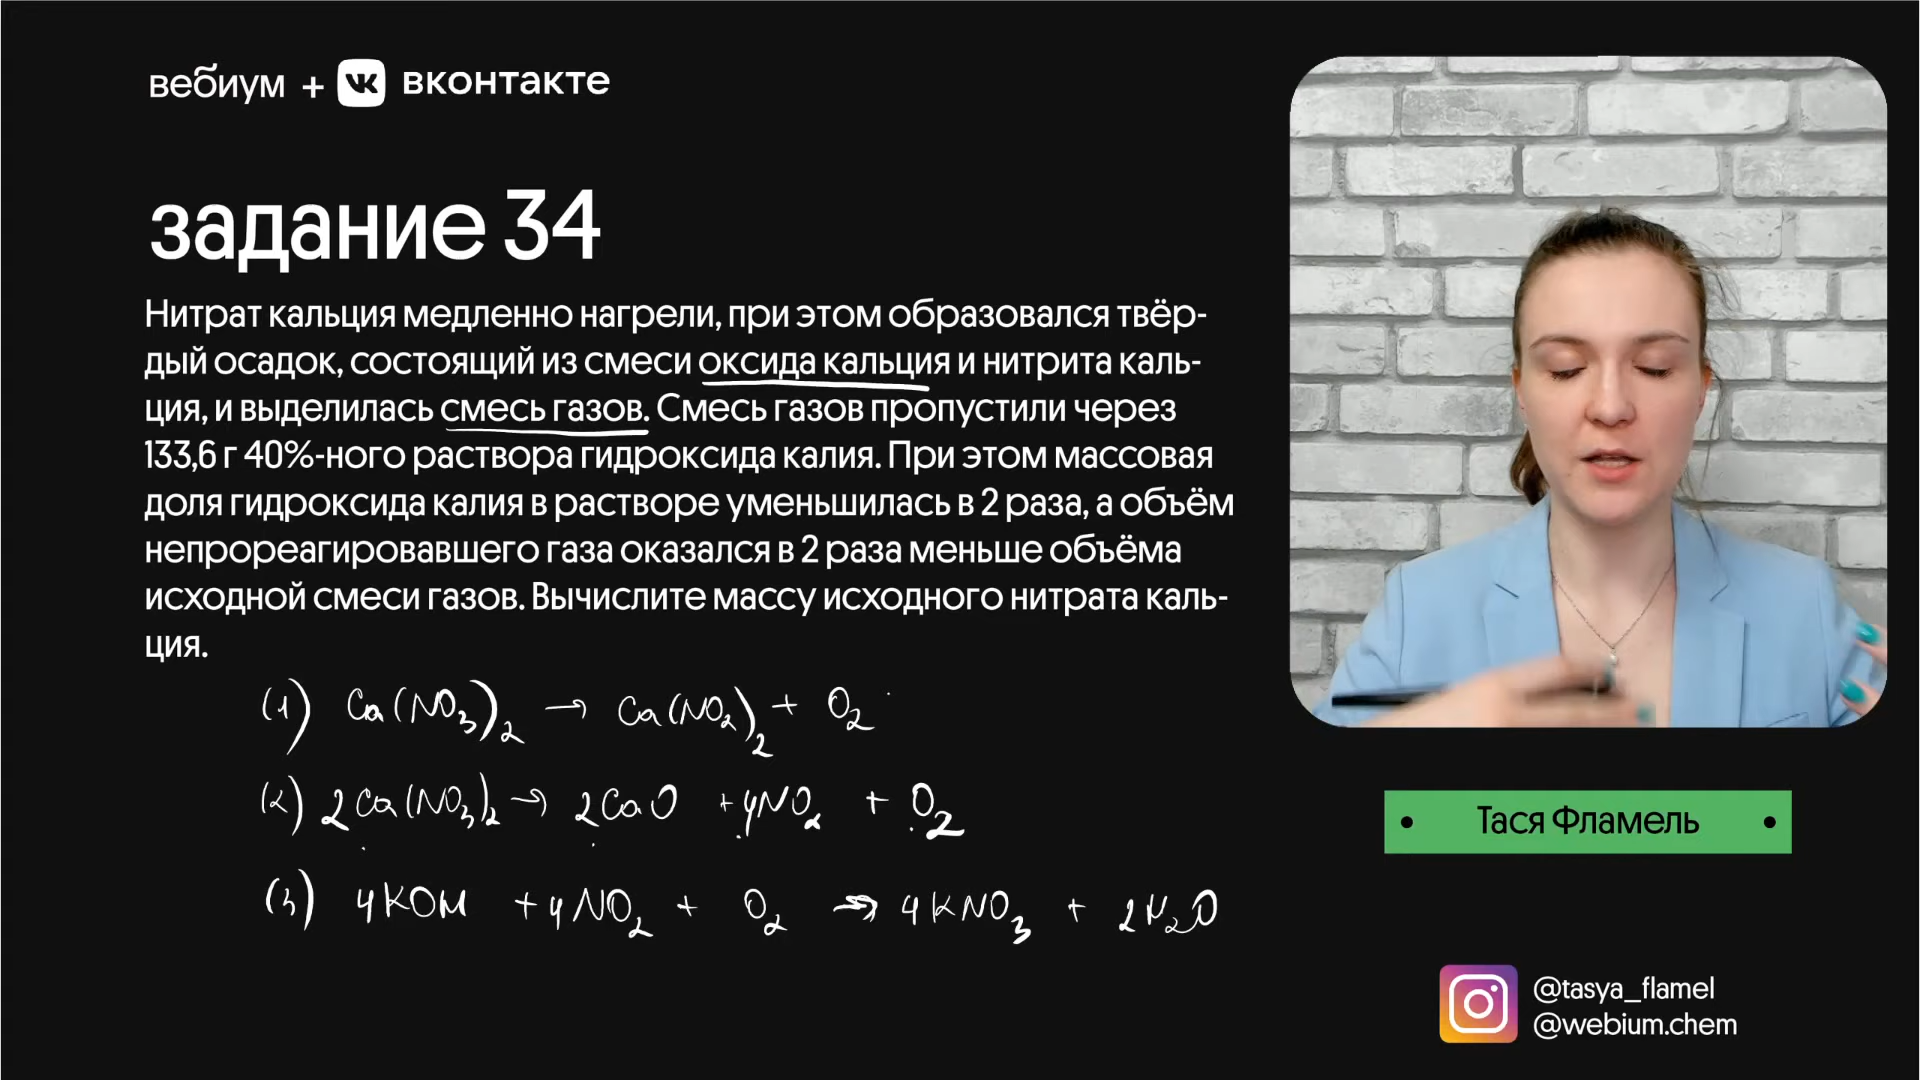 вебиум + вконтакте
задание 34
Нитрат кальция медленно нагрели, при этом образовался твёр-
дый осадок, состоящий из смеси оксида кальция и нитрита каль-
ция, и выделилась смесь газов. Смесь газов пропустили через
133,6 г 40%-ного раствора гидроксида калия. При этом массовая
доля гидроксида калия в растворе уменьшилась в 2 раза, а объём
непрореагировавшего газа оказался в 2 раза меньше объёма
исходной смеси газов. Вычислите массу исходного нитрата каль-
ция.
(1) Ca(NO₃)₂ → Ca(NO₂)₂ + O₂
(2) 2Ca(NO₃)₂ → 2CaO + 4NO₂ + O₂
(3) 4KOH + 4NO₂ + O₂ → 4KNO₃ + 2H₂O
• Тася Фламель •
@tasya_flamel
@webium.chem